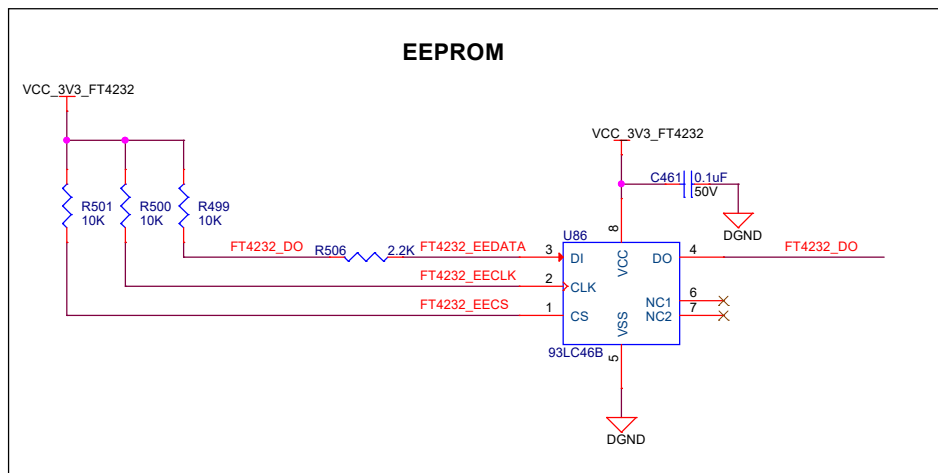 EEPROM
VCC_3V3_FT4232
VCC_3V3_FT4232
C461 0.1uF
50V
R501
10K
R500
10K
R499
10K
DGND
U86
8
FT4232_DO R506 2.2K FT4232_EEDATA 3 DI VCC DO 4 FT4232_DO
FT4232_EECLK 2 CLK
NC1 6
FT4232_EECS 1 CS VSS NC2 7
93LC46B
5
DGND